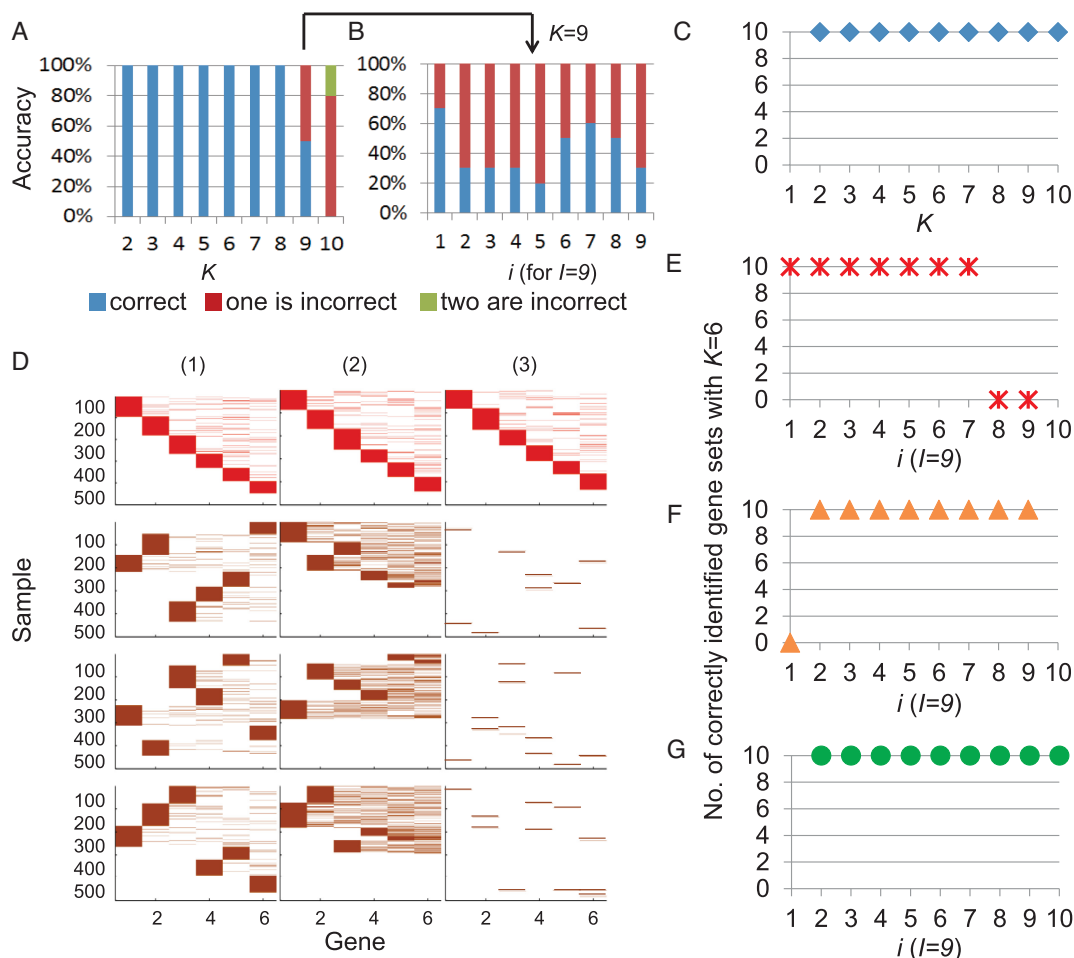 A
B
K=9
100%
80%
60%
40%
20%
0%
Accuracy
2 3 4 5 6 7 8 9 10
K
100%
80%
60%
40%
20%
0%
1 2 3 4 5 6 7 8 9
i (for I=9)
correct
one is incorrect
two are incorrect
D
(1)
(2)
(3)
100
200
300
400
500
100
200
300
400
500
100
200
300
400
500
100
200
300
400
500
Sample
2 4 6
2 4 6
2 4 6
Gene
No. of correctly identified gene sets with K=6
C
10
8
6
4
2
0
1 2 3 4 5 6 7 8 9 10
K
E
10
8
6
4
2
0
1 2 3 4 5 6 7 8 9 10
i (I=9)
F
10
8
6
4
2
0
1 2 3 4 5 6 7 8 9 10
i (I=9)
G
10
8
6
4
2
0
1 2 3 4 5 6 7 8 9 10
i (I=9)